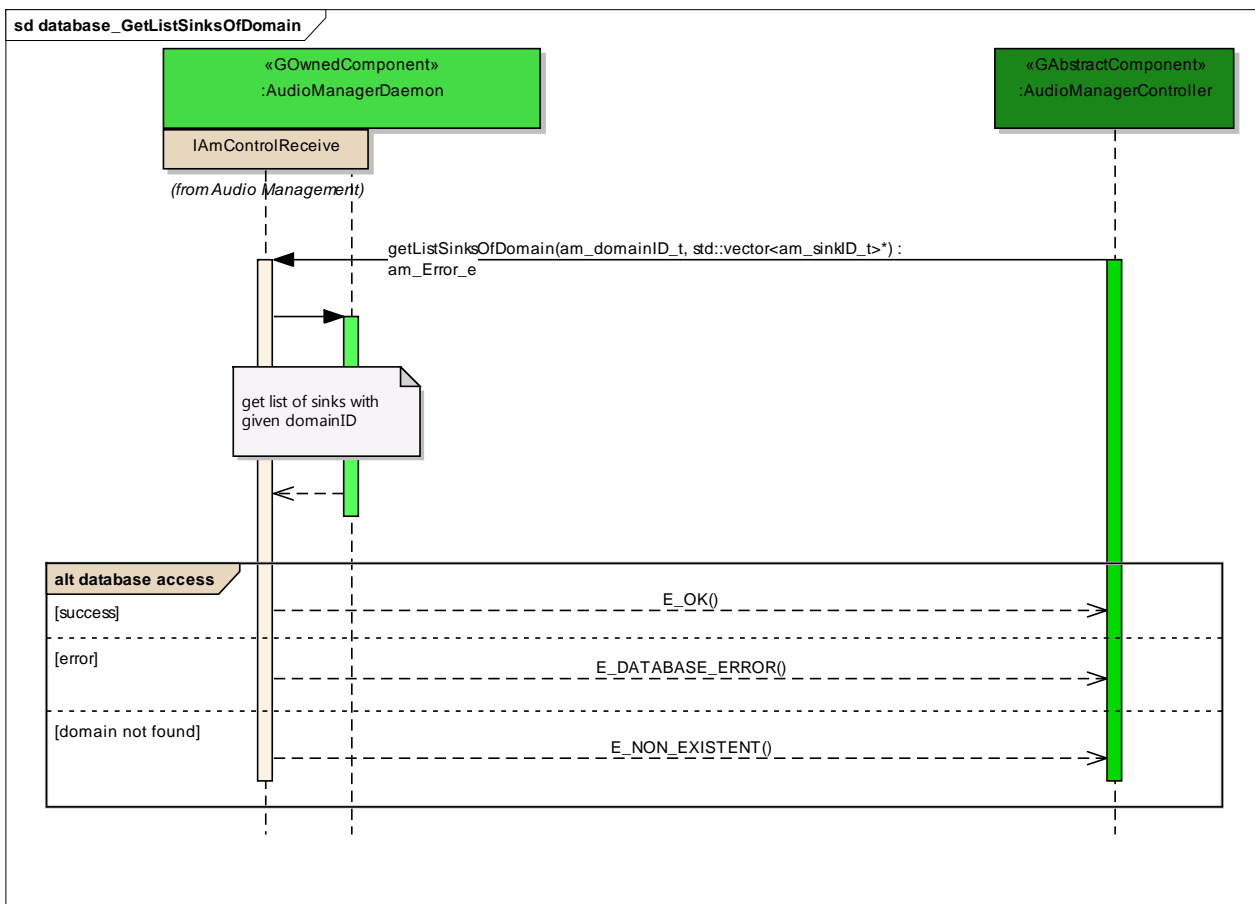 sd database_GetListSinksOfDomain
«GOwnedComponent»
:AudioManagerDaemon
«GAbstractComponent»
:AudioManagerController
IAmControlReceive
(from Audio Management)
getListSinksOfDomain(am_domainID_t, std::vector<am_sinkID_t>*) :
am_Error_e
get list of sinks with
given domainID
alt database access
[success]
E_OK()
[error]
E_DATABASE_ERROR()
[domain not found]
E_NON_EXISTENT()